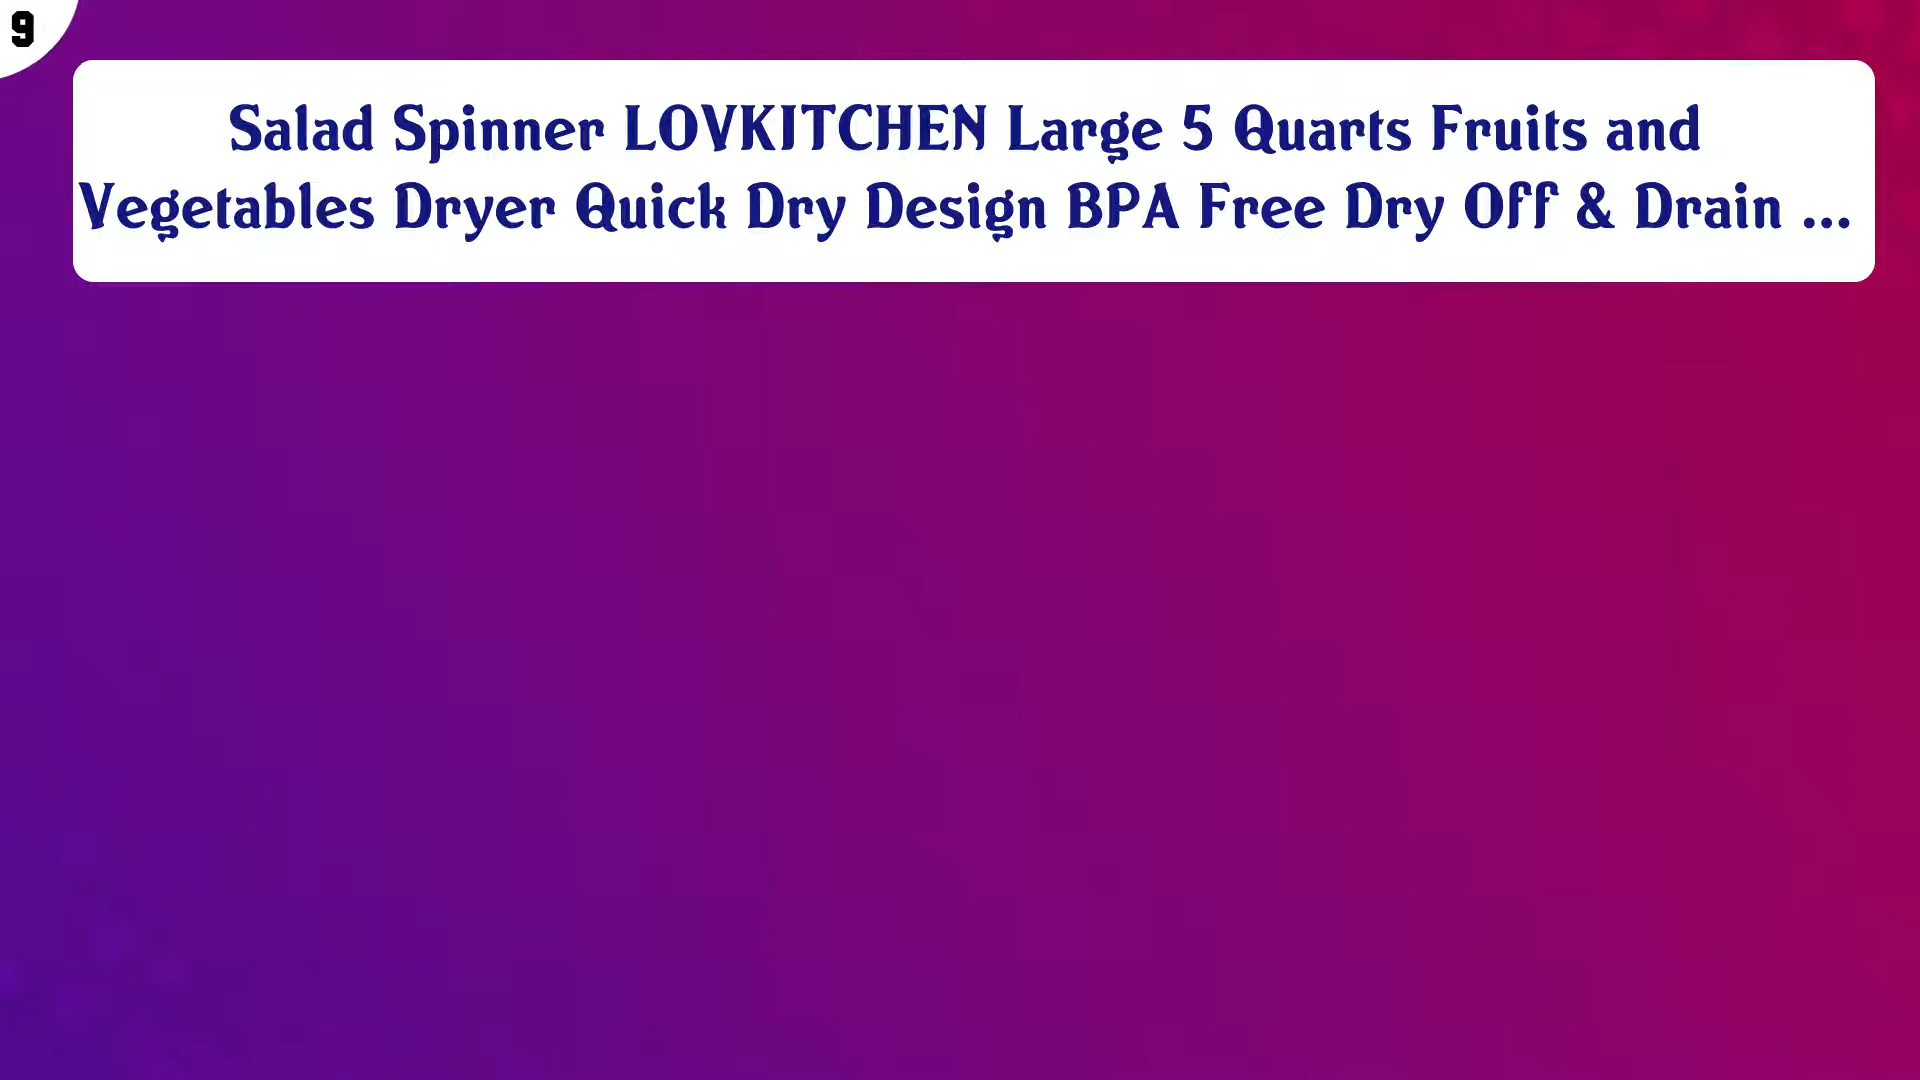 9
Salad Spinner LOVKITCHEN Large 5 Quarts Fruits and
Vegetables Dryer Quick Dry Design BPA Free Dry Off & Drain ...